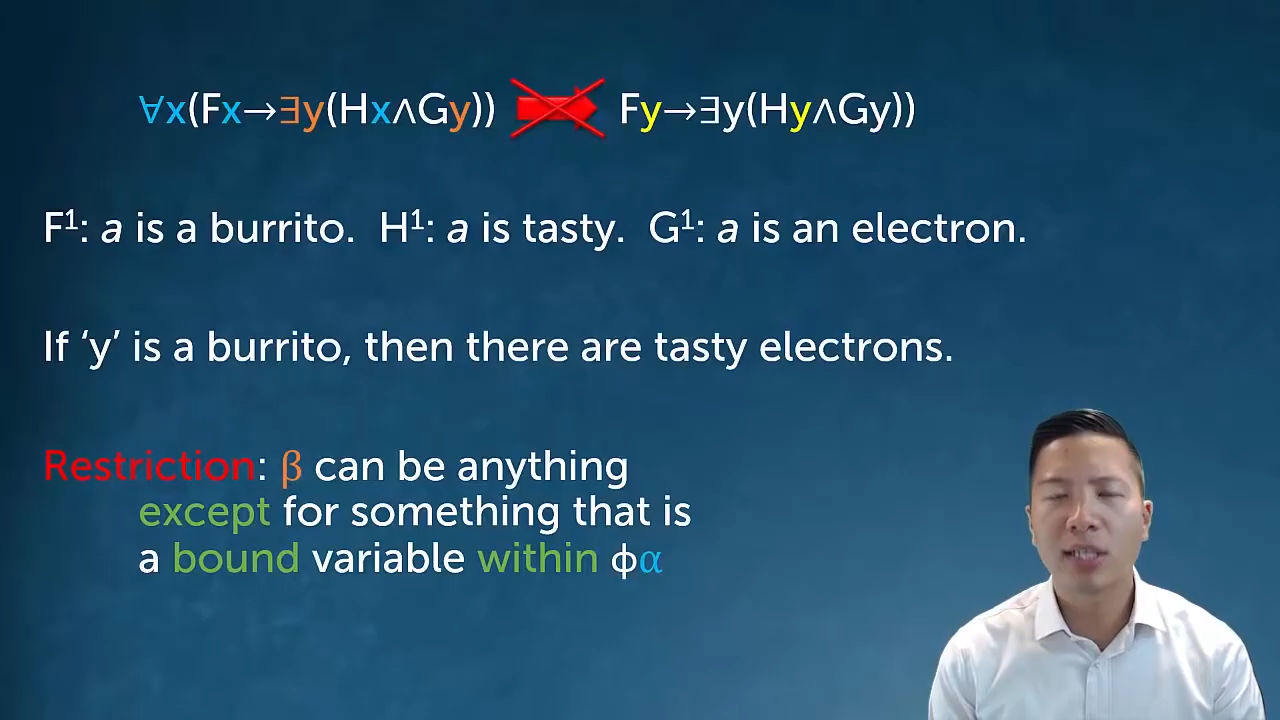 ∀x(Fx→∃y(Hx∧Gy)) Fy→∃y(Hy∧Gy))
F¹: a is a burrito. H¹: a is tasty. G¹: a is an electron.
If ‘y’ is a burrito, then there are tasty electrons.
Restriction: β can be anything
except for something that is
a bound variable within ϕα